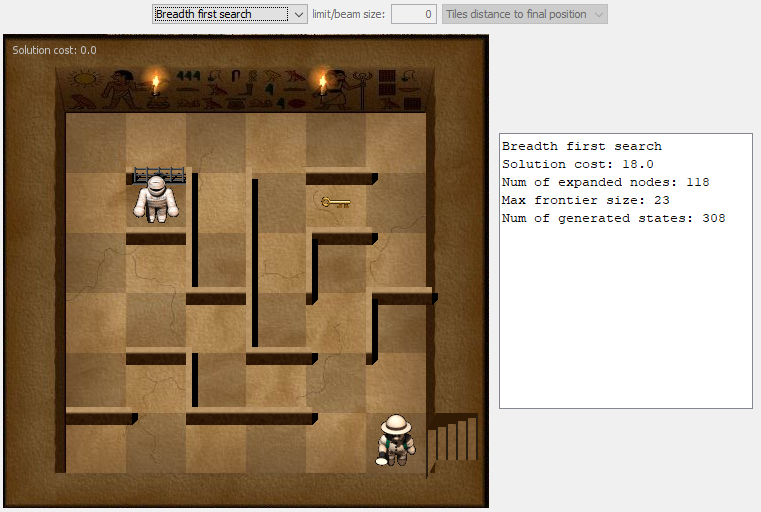 Breadth first search
limit/beam size:
0
Tiles distance to final position
Solution cost: 0.0
Breadth first search
Solution cost: 18.0
Num of expanded nodes: 118
Max frontier size: 23
Num of generated states: 308